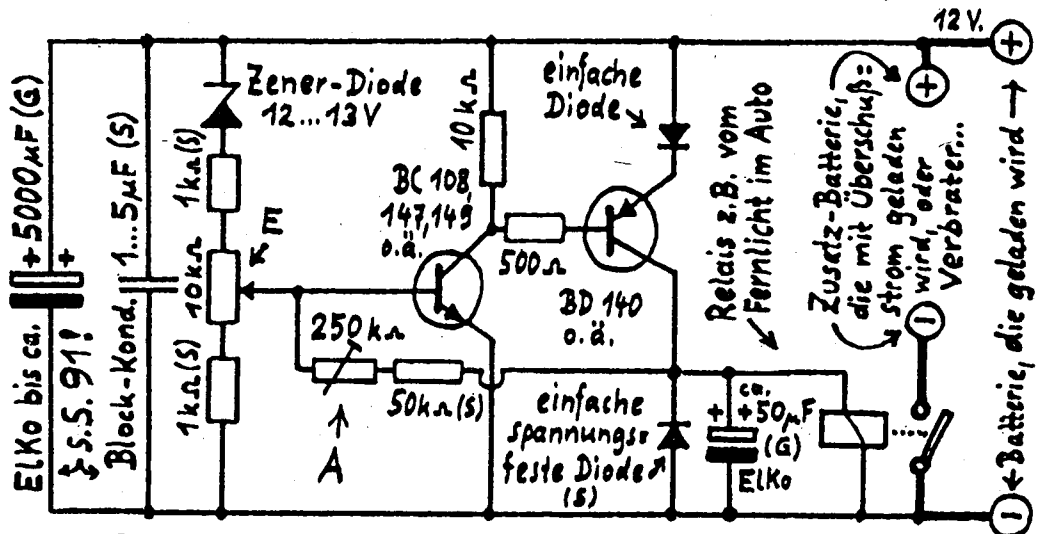 ElKo bis ca.
+ 5000µF (G)
+
s.S. 91!
Block-Kond. 1...5µF (S)
Zener-Diode
12...13V
1kΩ(S)
10kΩ
E
1kΩ(S)
250kΩ
A
50kΩ(S)
10kΩ
BC 108,
147,149
o.ä.
500Ω
einfache
Diode
BD 140
o.ä.
einfache
spannungs=
feste Diode
(S)
Relais z.B. vom
Fernlicht im Auto
+
ca.
+50µF
(G)
ElKo
Zusatz-Batterie,
die mit Überschuß=
strom geladen
wird, oder
Verbrater...
12V.
+
+
−
−
← Batterie, die geladen wird →